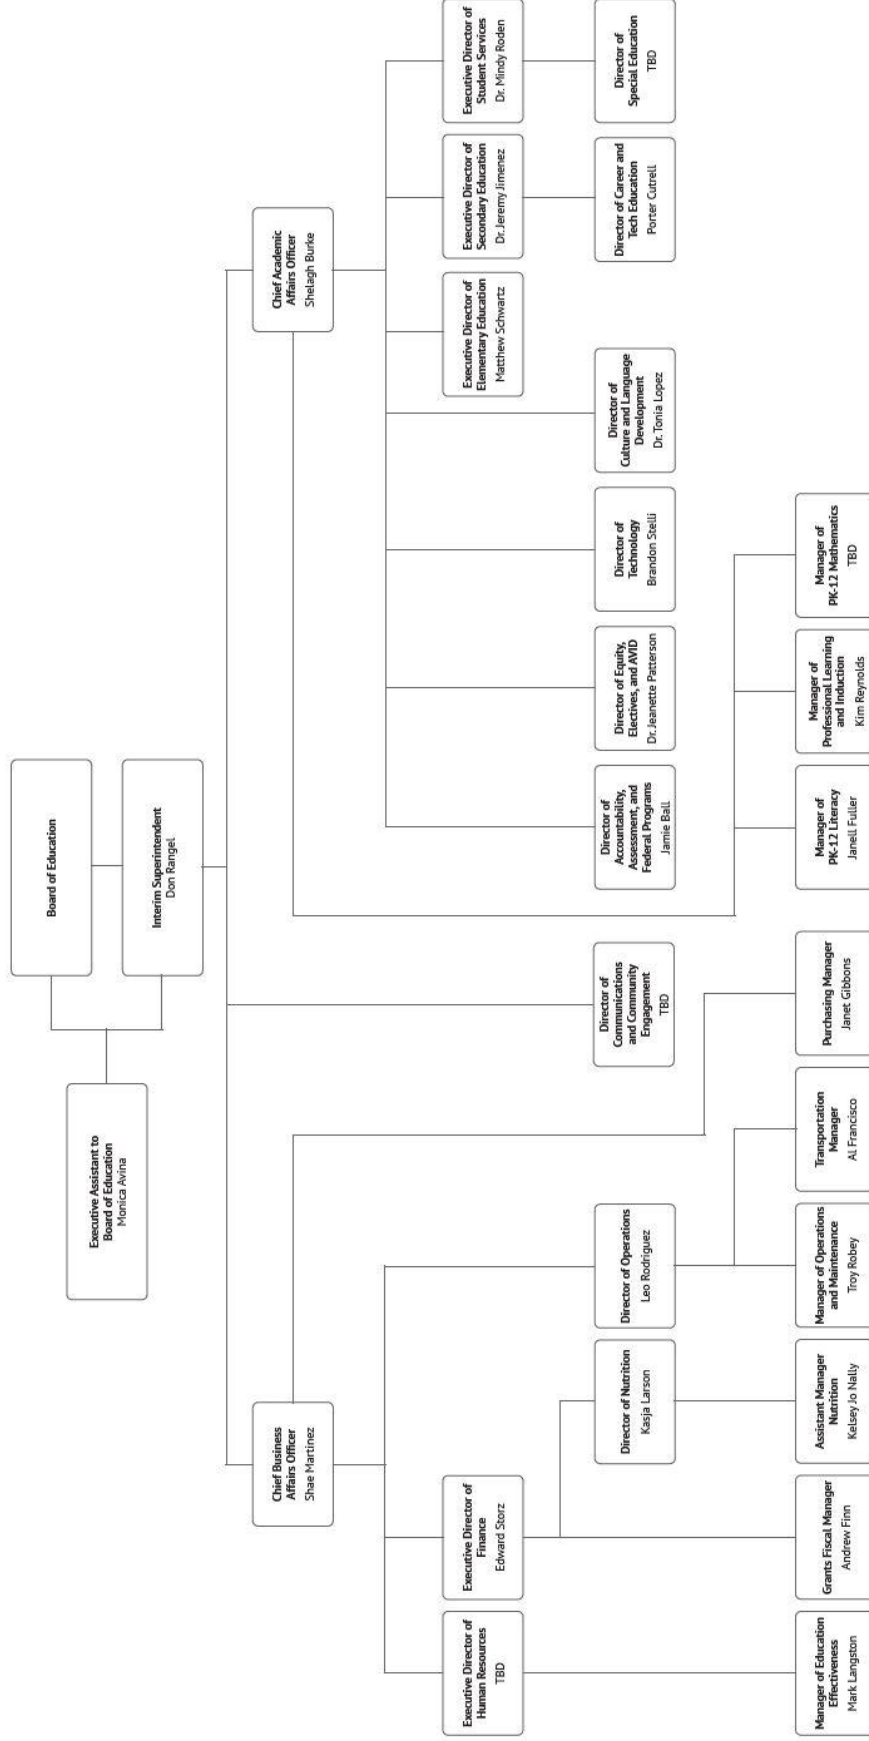 Board of Education
Interim Superintendent
Don Rangel
Executive Assistant to
Board of Education
Monica Avina
Chief Business
Affairs Officer
Shae Martinez
Chief Academic
Affairs Officer
Shelagh Burke
Executive Director of
Human Resources
TBD
Executive Director of
Finance
Edward Storz
Executive Director of
Elementary Education
Matthew Schwartz
Executive Director of
Secondary Education
Dr. Jeremy Jimenez
Executive Director of
Student Services
Dr. Mindy Roden
Director of Nutrition
Kasja Larson
Director of Operations
Leo Rodriguez
Director of
Communications
and Community
Engagement
TBD
Director of
Accountability,
Assessment, and
Federal Programs
Jamie Ball
Director of Equity,
Electives, and AVID
Dr. Jeanette Patterson
Director of
Technology
Brandon Stelli
Director of
Culture and Language
Development
Dr. Tonia Lopez
Director of Career and
Tech Education
Porter Cutrell
Director of
Special Education
TBD
Manager of Education
Effectiveness
Mark Langston
Grants Fiscal Manager
Andrew Finn
Assistant Manager
Nutrition
Kelsey Jo Nally
Manager of Operations
and Maintenance
Troy Robey
Transportation
Manager
Al Francisco
Purchasing Manager
Janet Gibbons
Manager of
PK-12 Literacy
Janell Fuller
Manager of
Professional Learning
and Induction
Kim Reynolds
Manager of
PK-12 Mathematics
TBD